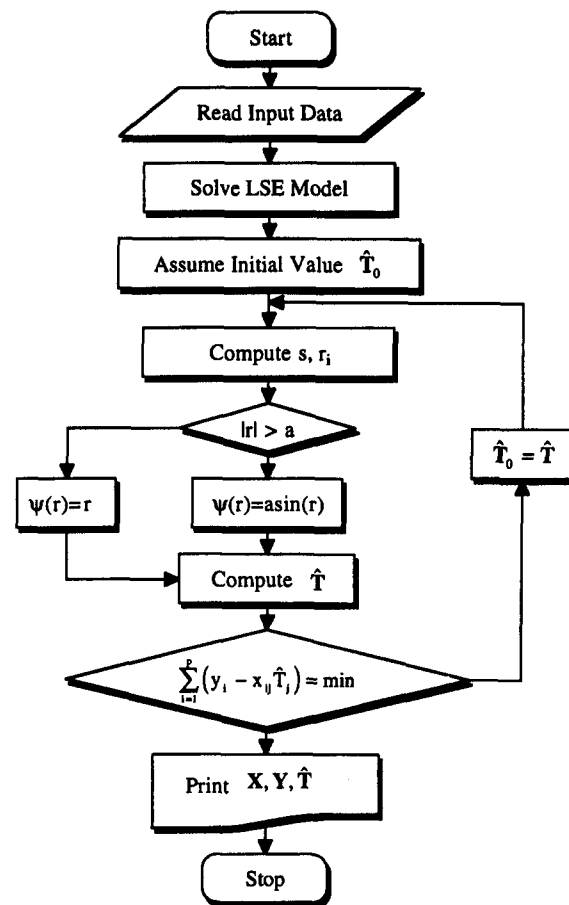 Start
Read Input Data
Solve LSE Model
Assume Initial Value T̂₀
Compute s, rᵢ
|r| > a
T̂₀ = T̂
ψ(r)=r
ψ(r)=asin(r)
Compute T̂
∑ᵢ₌₁ᵖ (yᵢ − xᵢⱼT̂ⱼ) = min
Print X, Y, T̂
Stop